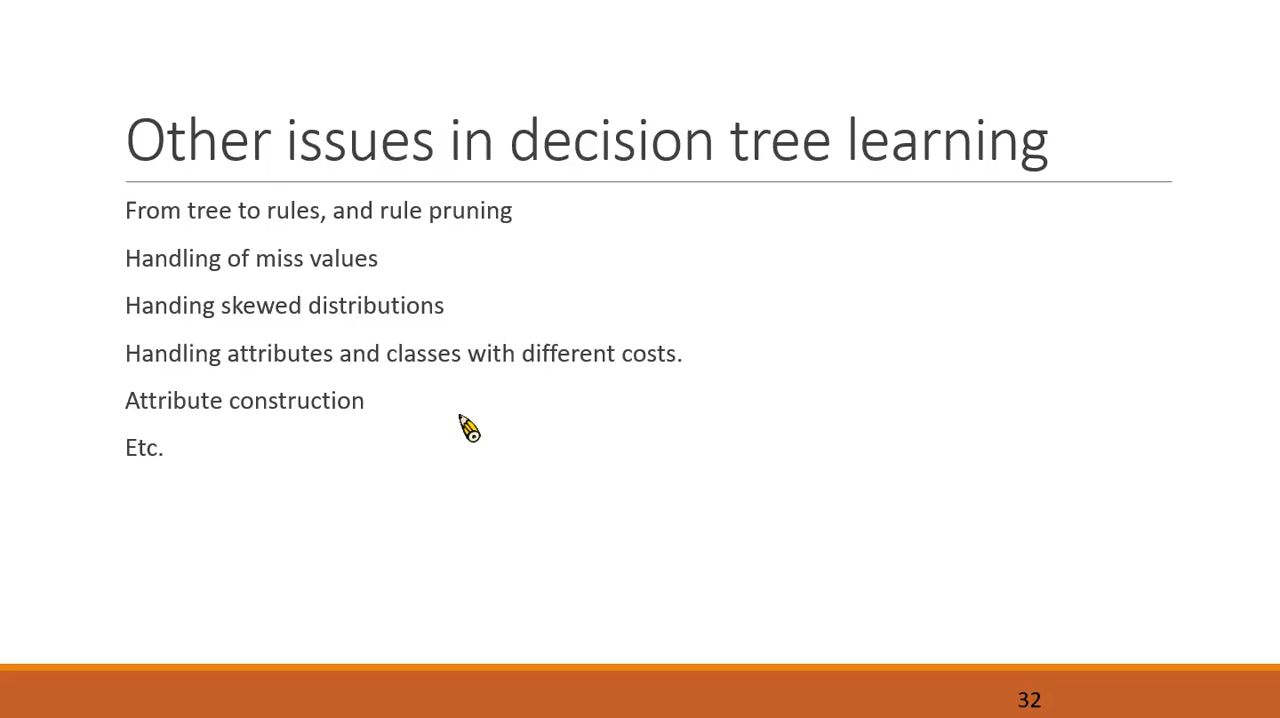 Other issues in decision tree learning
From tree to rules, and rule pruning
Handling of miss values
Handing skewed distributions
Handling attributes and classes with different costs.
Attribute construction
Etc.
32